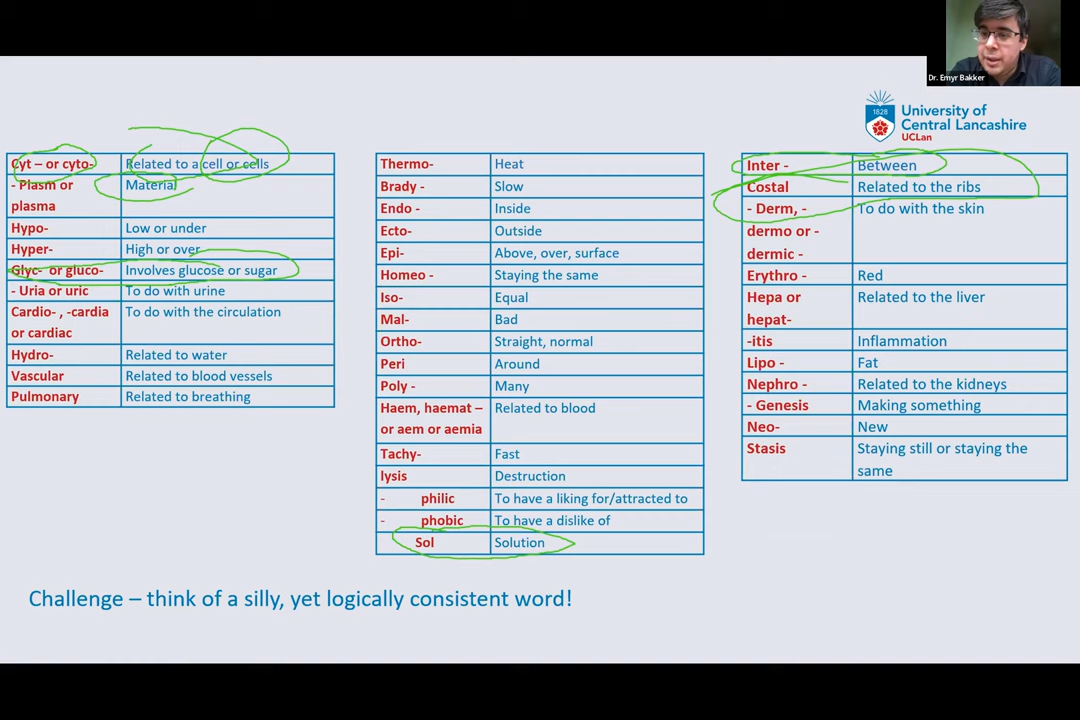 Dr. Emyr Bakker
1828
University of
Central Lancashire
UCLan
Cyt – or cyto- Related to a cell or cells
- Plasm or Material
plasma
Hypo- Low or under
Hyper- High or over
Glyc- or gluco- Involves glucose or sugar
- Uria or uric To do with urine
Cardio- , -cardia To do with the circulation
or cardiac
Hydro- Related to water
Vascular Related to blood vessels
Pulmonary Related to breathing
Thermo- Heat
Brady - Slow
Endo - Inside
Ecto- Outside
Epi- Above, over, surface
Homeo - Staying the same
Iso- Equal
Mal- Bad
Ortho- Straight, normal
Peri Around
Poly - Many
Haem, haemat – Related to blood
or aem or aemia
Tachy- Fast
lysis Destruction
- philic To have a liking for/attracted to
- phobic To have a dislike of
Sol Solution
Inter - Between
Costal Related to the ribs
- Derm, - To do with the skin
dermo or -
dermic -
Erythro - Red
Hepa or Related to the liver
hepat-
-itis Inflammation
Lipo - Fat
Nephro - Related to the kidneys
- Genesis Making something
Neo- New
Stasis Staying still or staying the
same
Challenge – think of a silly, yet logically consistent word!